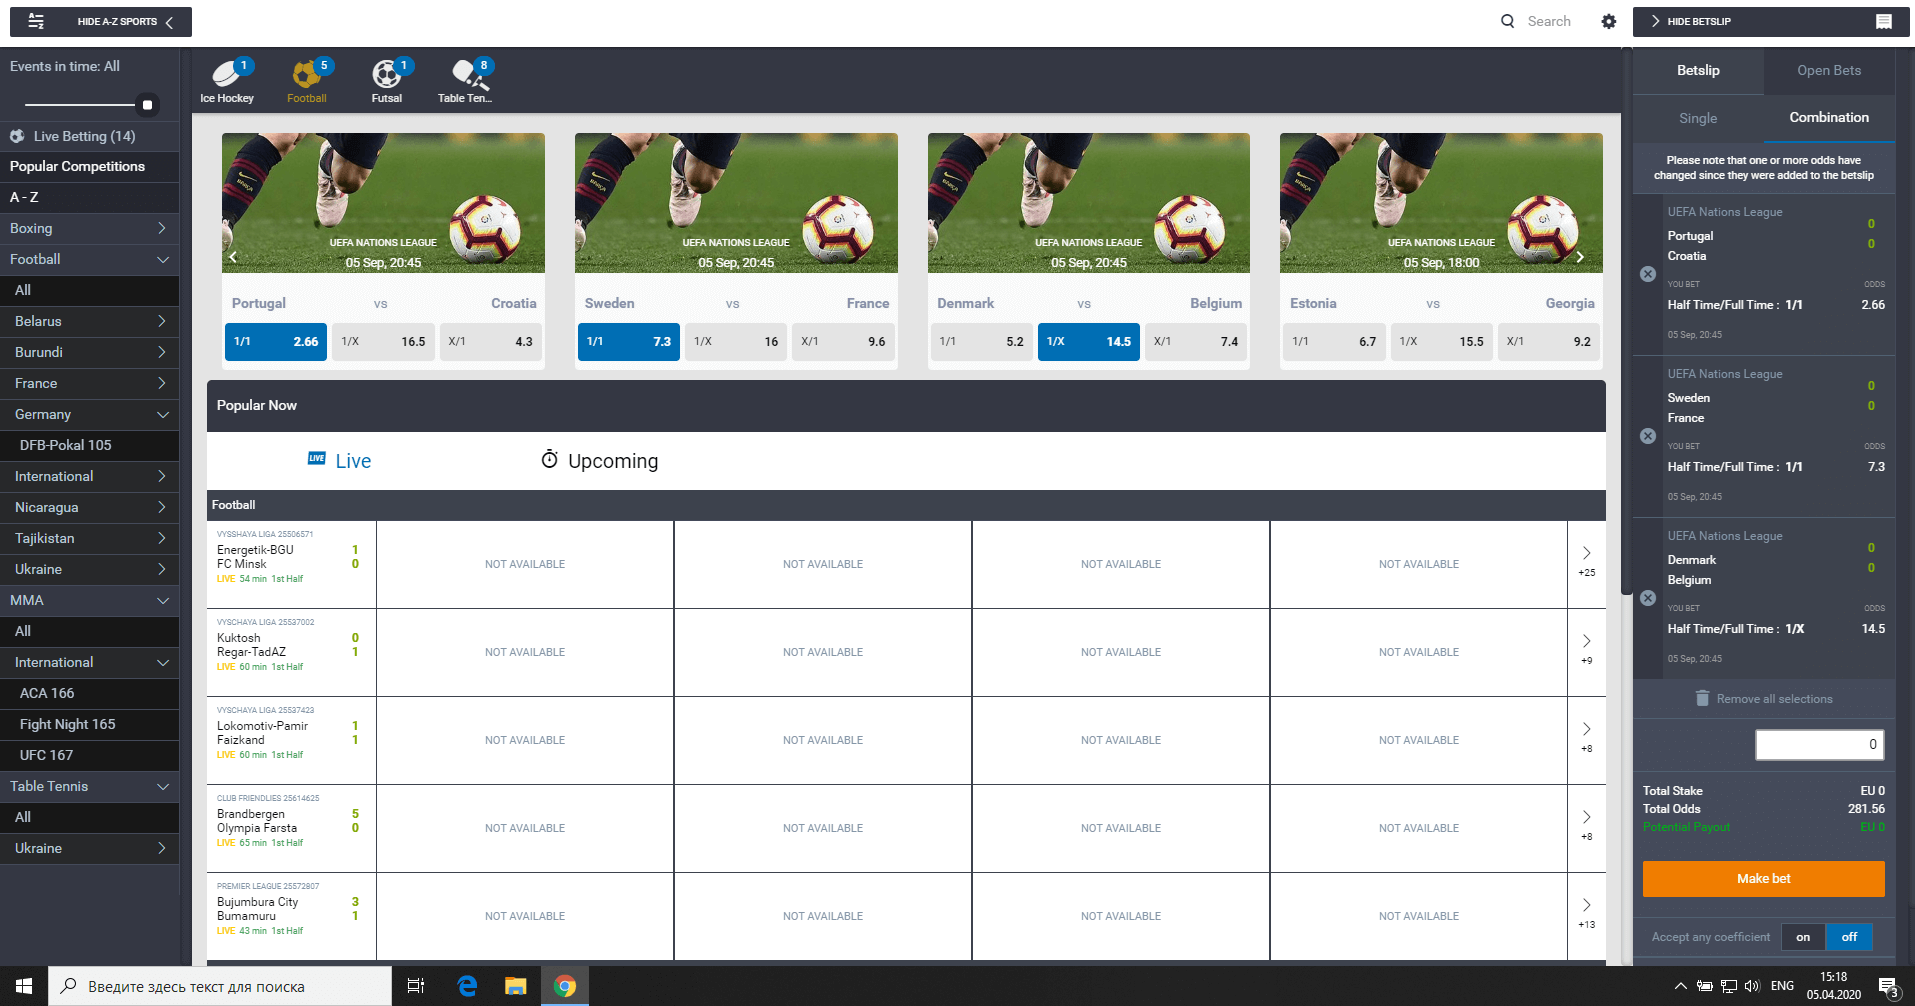 HIDE A-Z SPORTS
Search
HIDE BETSLIP
Events in time: All
Live Betting (14)
Popular Competitions
A - Z
Boxing
Football
All
Belarus
Burundi
France
Germany
DFB-Pokal 105
International
Nicaragua
Tajikistan
Ukraine
MMA
All
International
ACA 166
Fight Night 165
UFC 167
Table Tennis
All
Ukraine
1
Ice Hockey
5
Football
1
Futsal
8
Table Ten...
UEFA NATIONS LEAGUE
05 Sep, 20:45
Portugal vs Croatia
1/1 2.66 1/X 16.5 X/1 4.3
UEFA NATIONS LEAGUE
05 Sep, 20:45
Sweden vs France
1/1 7.3 1/X 16 X/1 9.6
UEFA NATIONS LEAGUE
05 Sep, 20:45
Denmark vs Belgium
1/1 5.2 1/X 14.5 X/1 7.4
UEFA NATIONS LEAGUE
05 Sep, 18:00
Estonia vs Georgia
1/1 6.7 1/X 15.5 X/1 9.2
Popular Now
LIVE Live
Upcoming
Football
VYSSHAYA LIGA 25506571
Energetik-BGU 1
FC Minsk 0
LIVE 54 min 1st Half
NOT AVAILABLE NOT AVAILABLE NOT AVAILABLE NOT AVAILABLE
+25
VYSCHAYA LIGA 25537002
Kuktosh 0
Regar-TadAZ 1
LIVE 60 min 1st Half
NOT AVAILABLE NOT AVAILABLE NOT AVAILABLE NOT AVAILABLE
+9
VYSCHAYA LIGA 25537423
Lokomotiv-Pamir 1
Faizkand 1
LIVE 60 min 1st Half
NOT AVAILABLE NOT AVAILABLE NOT AVAILABLE NOT AVAILABLE
+8
CLUB FRIENDLIES 25614625
Brandbergen 5
Olympia Farsta 0
LIVE 65 min 1st Half
NOT AVAILABLE NOT AVAILABLE NOT AVAILABLE NOT AVAILABLE
+8
PREMIER LEAGUE 25572807
Bujumbura City 3
Bumamuru 1
LIVE 43 min 1st Half
NOT AVAILABLE NOT AVAILABLE NOT AVAILABLE NOT AVAILABLE
+13
Betslip Open Bets
Single Combination
Please note that one or more odds have
changed since they were added to the betslip
UEFA Nations League
0
Portugal
0
Croatia
YOU BET ODDS
Half Time/Full Time : 1/1 2.66
05 Sep, 20:45
UEFA Nations League
0
Sweden
0
France
YOU BET ODDS
Half Time/Full Time : 1/1 7.3
05 Sep, 20:45
UEFA Nations League
0
Denmark
0
Belgium
YOU BET ODDS
Half Time/Full Time : 1/X 14.5
05 Sep, 20:45
Remove all selections
0
Total Stake EU 0
Total Odds 281.56
Potential Payout EU 0
Make bet
Accept any coefficient on off
Введите здесь текст для поиска
ENG
15:18
05.04.2020
3